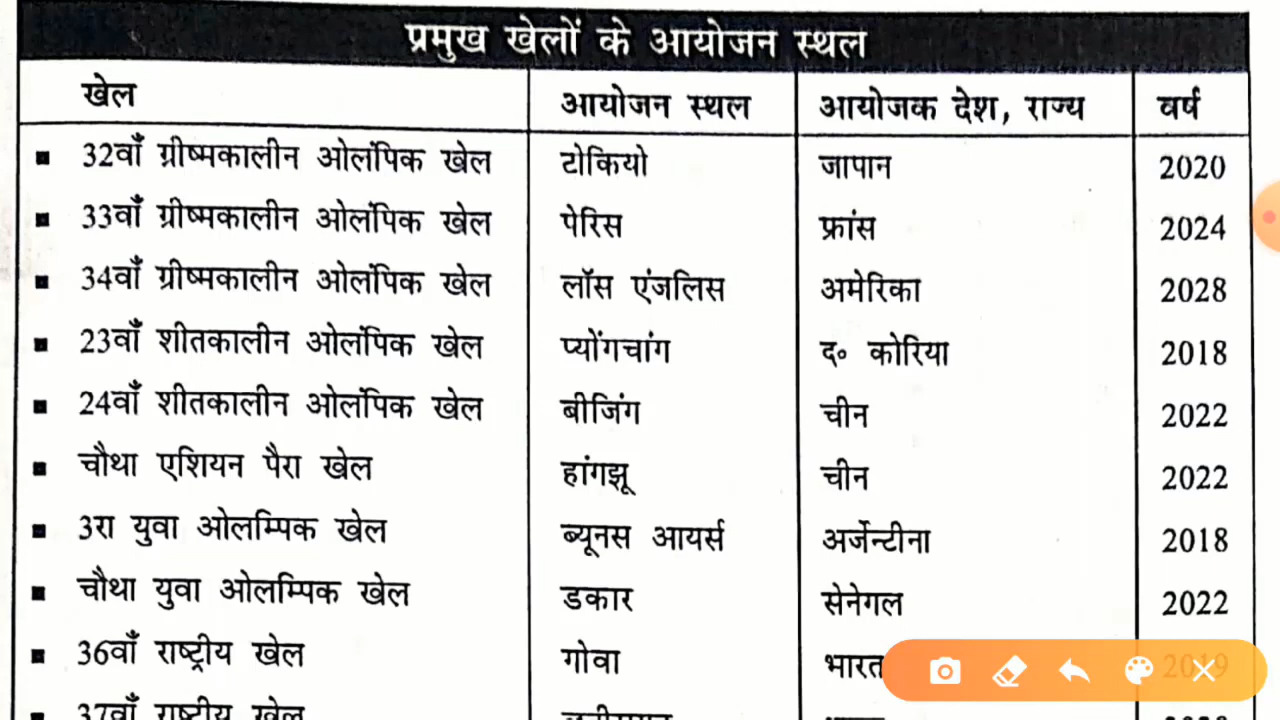 प्रमुख खेलों के आयोजन स्थल
खेल आयोजन स्थल आयोजक देश, राज्य वर्ष
▪ 32वाँ ग्रीष्मकालीन ओलंपिक खेल टोकियो जापान 2020
▪ 33वाँ ग्रीष्मकालीन ओलंपिक खेल पेरिस फ्रांस 2024
▪ 34वाँ ग्रीष्मकालीन ओलंपिक खेल लॉस एंजलिस अमेरिका 2028
▪ 23वाँ शीतकालीन ओलंपिक खेल प्योंगचांग द॰ कोरिया 2018
▪ 24वाँ शीतकालीन ओलंपिक खेल बीजिंग चीन 2022
▪ चौथा एशियन पैरा खेल हांगझू चीन 2022
▪ 3रा युवा ओलम्पिक खेल ब्यूनस आयर्स अर्जेन्टीना 2018
▪ चौथा युवा ओलम्पिक खेल डकार सेनेगल 2022
▪ 36वाँ राष्ट्रीय खेल गोवा भारत 2019
▪ 37वाँ राष्ट्रीय खेल